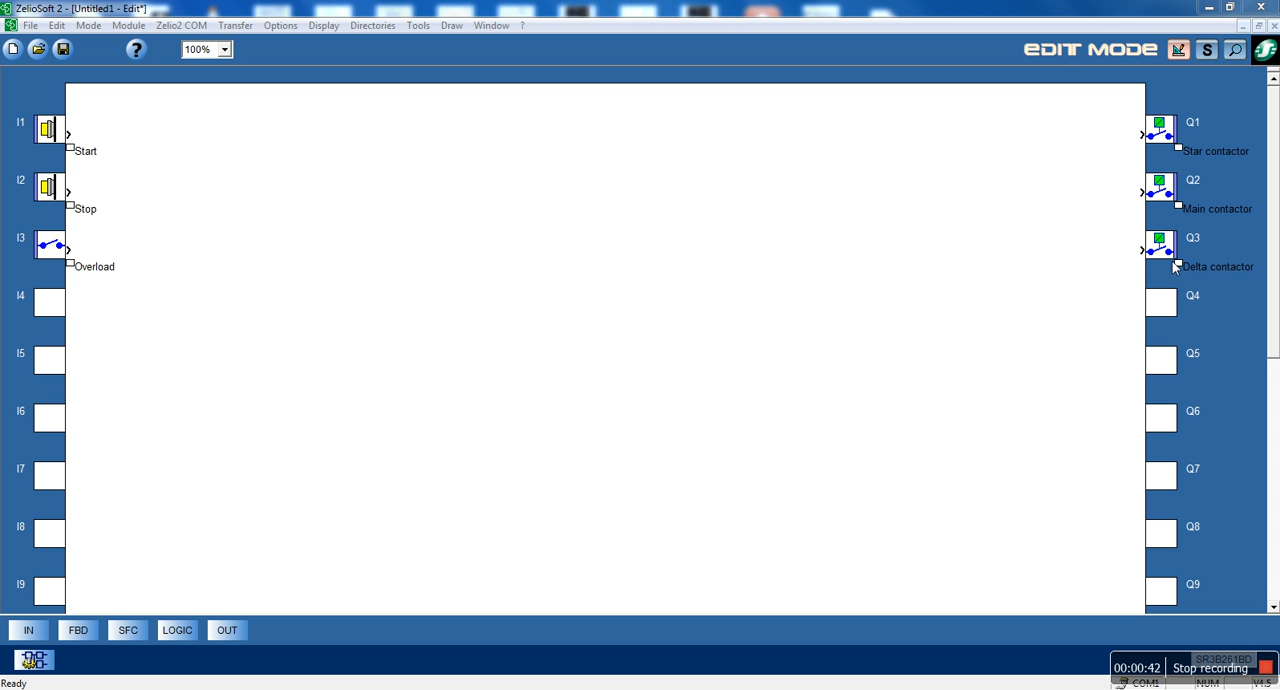 ZelioSoft 2 - [Untitled1 - Edit*]
File Edit Mode Module Zelio2 COM Transfer Options Display Directories Tools Draw Window ?
? 100% EDIT MODE S
I1 Q1
Start Star contactor
I2 Q2
Stop Main contactor
I3 Q3
Overload Delta contactor
I4 Q4
I5 Q5
I6 Q6
I7 Q7
I8 Q8
I9 Q9
IN FBD SFC LOGIC OUT
SR3B261BD
00:00:42 Stop recording
Ready COM1 NUM V4.5